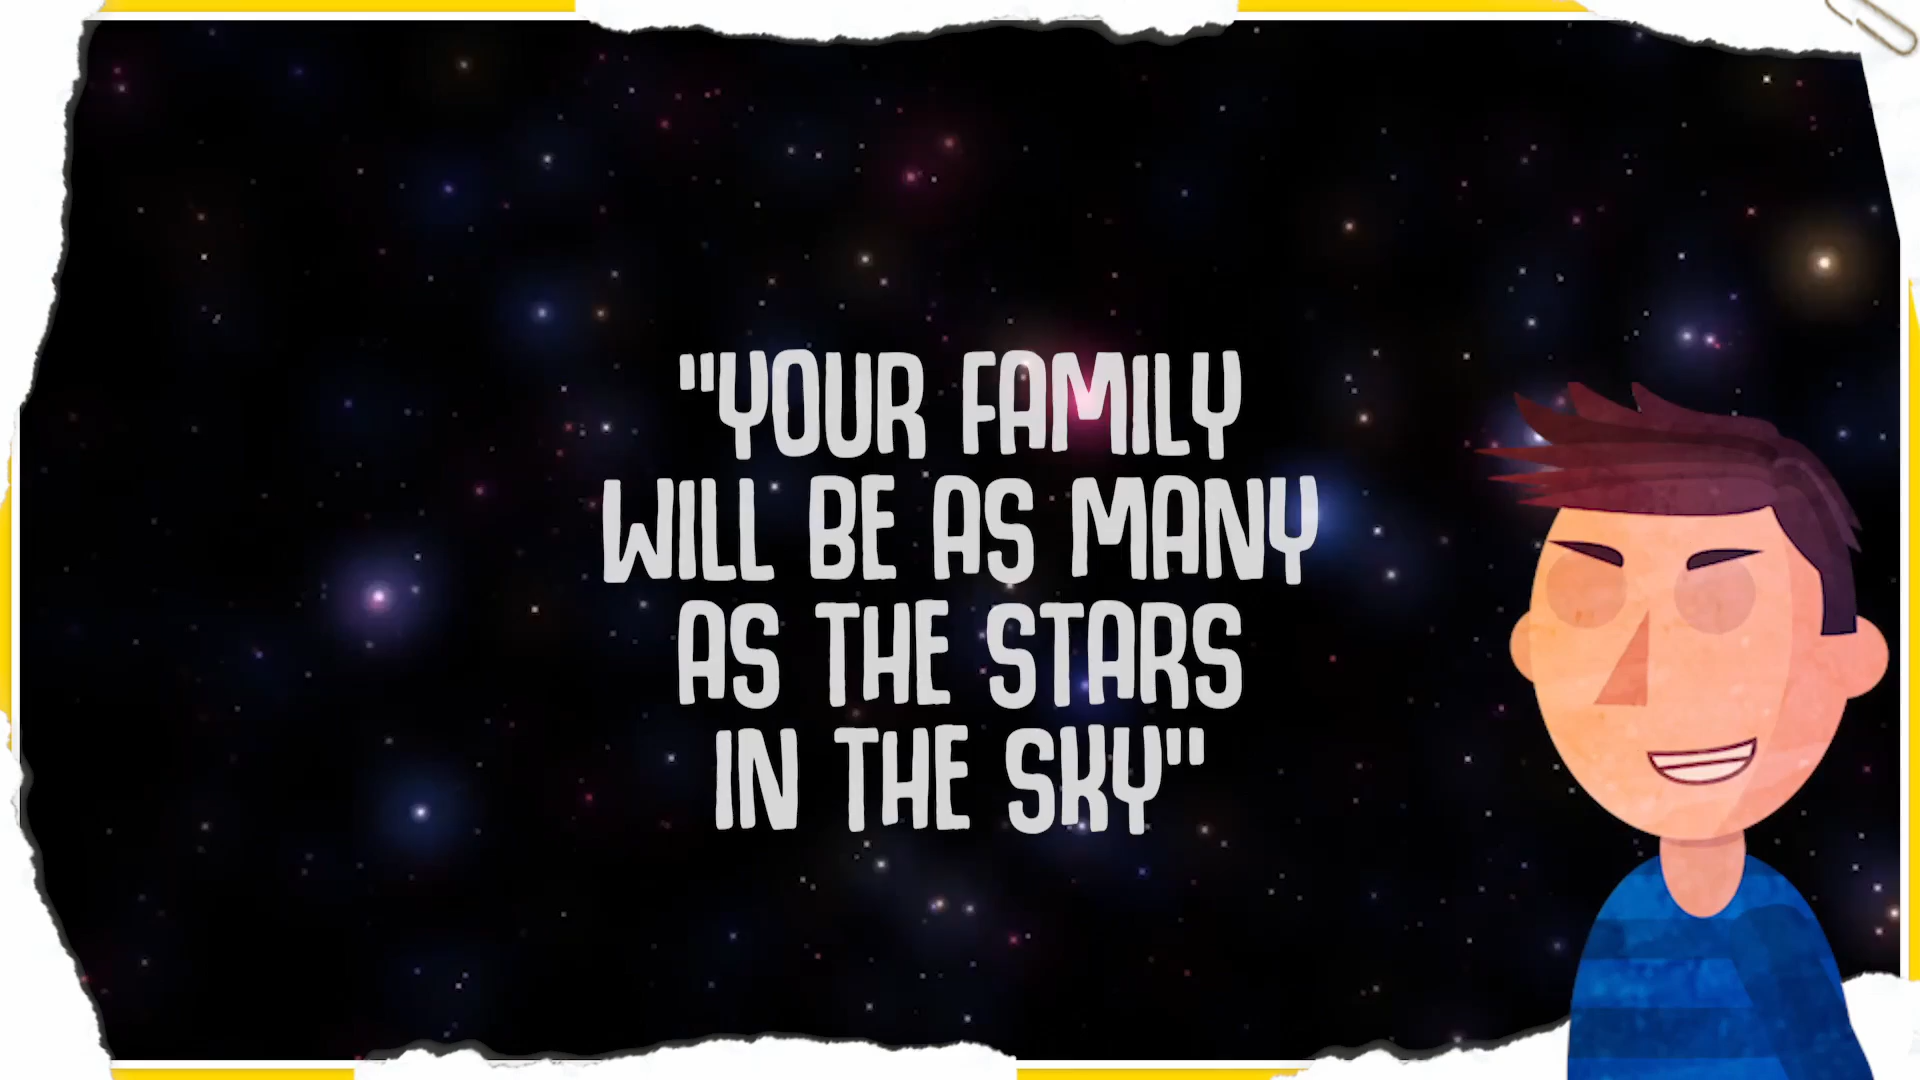 "YOUR FAMILY
WILL BE AS MANY
AS THE STARS
IN THE SKY"